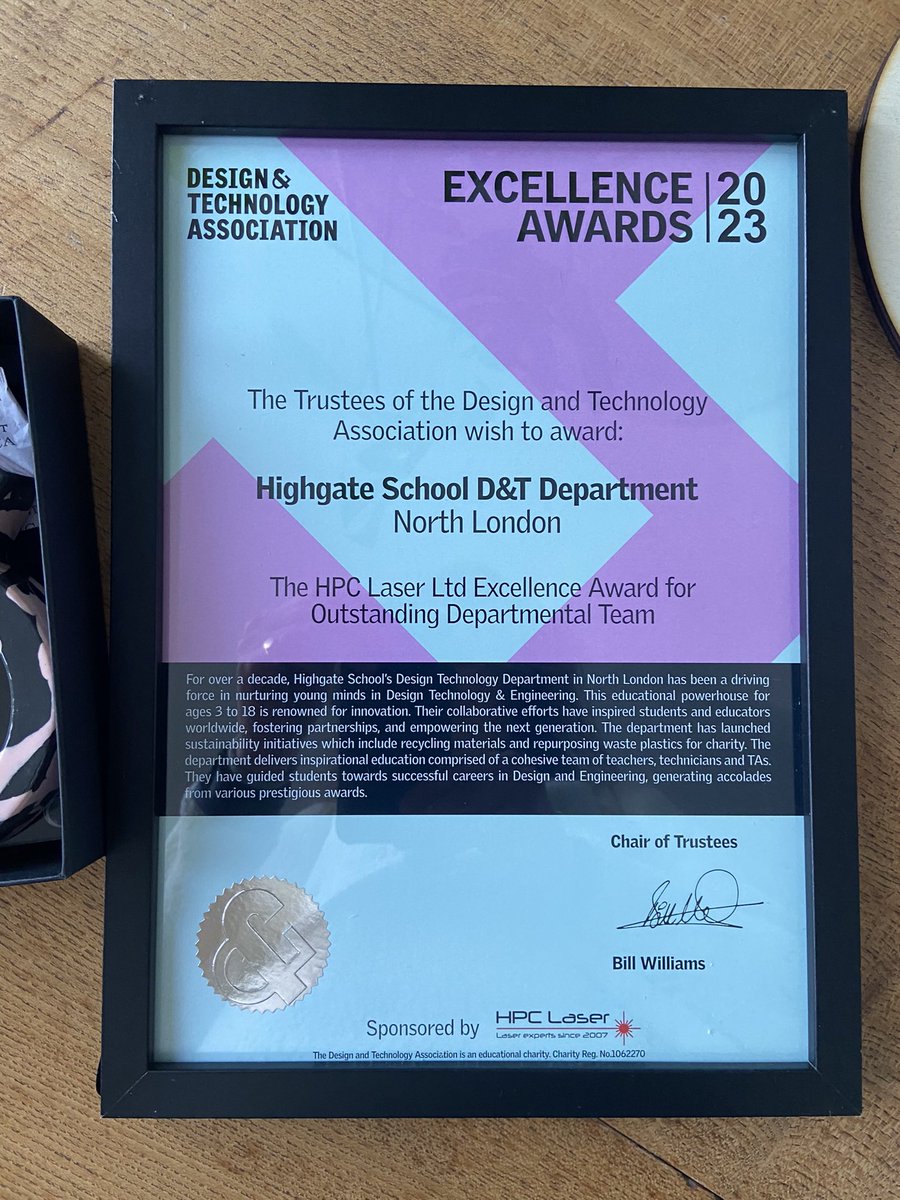 DESIGN &
TECHNOLOGY
ASSOCIATION
EXCELLENCE
AWARDS
20
23
The Trustees of the Design and Technology
Association wish to award:
Highgate School D&T Department
North London
The HPC Laser Ltd Excellence Award for
Outstanding Departmental Team
For over a decade, Highgate School's Design Technology Department in North London has been a driving
force in nurturing young minds in Design Technology & Engineering. This educational powerhouse for
ages 3 to 18 is renowned for innovation. Their collaborative efforts have inspired students and educators
worldwide, fostering partnerships, and empowering the next generation. The department has launched
sustainability initiatives which include recycling materials and repurposing waste plastics for charity. The
department delivers inspirational education comprised of a cohesive team of teachers, technicians and TAs.
They have guided students towards successful careers in Design and Engineering, generating accolades
from various prestigious awards.
Chair of Trustees
Bill Williams
Sponsored by
HPC Laser
Laser experts since 2007
The Design and Technology Association is an educational charity. Charity Reg. No.1062270